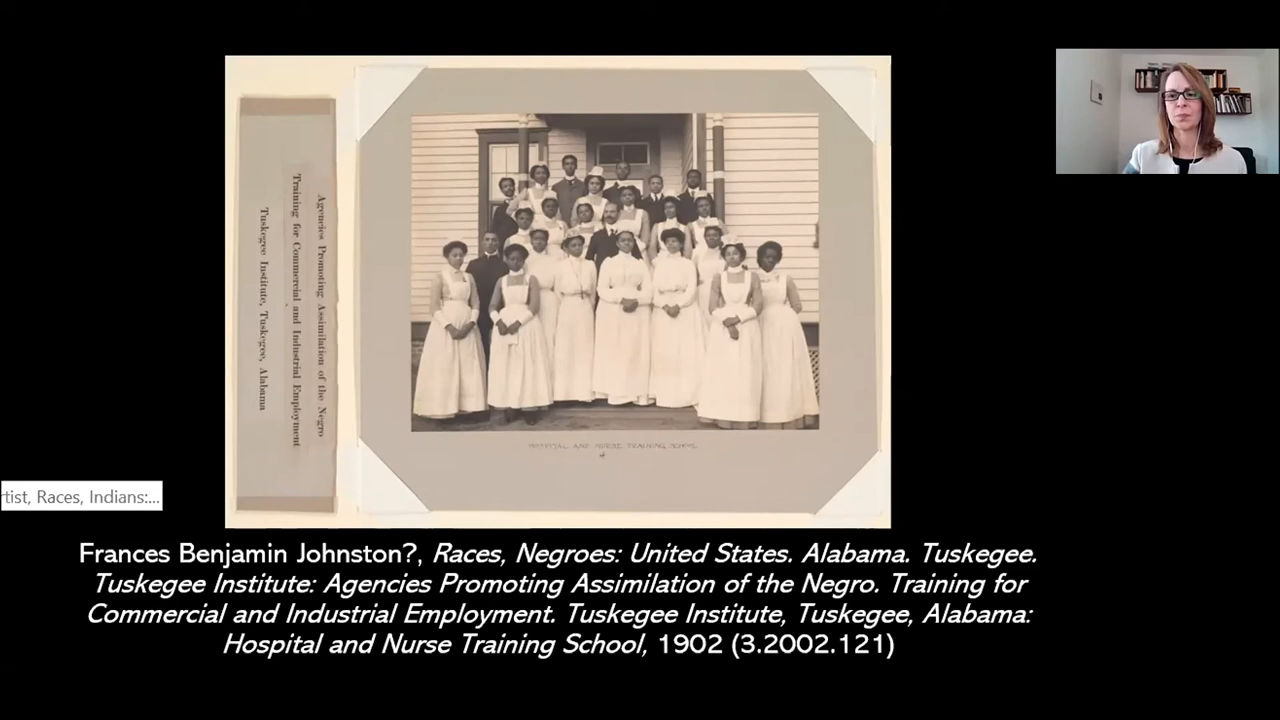 Agencies Promoting Assimilation of the Negro
Training for Commercial and Industrial Employment
Tuskegee Institute, Tuskegee, Alabama
HOSPITAL AND NURSE TRAINING SCHOOL
rtist, Races, Indians:...
Frances Benjamin Johnston?, Races, Negroes: United States. Alabama. Tuskegee.
Tuskegee Institute: Agencies Promoting Assimilation of the Negro. Training for
Commercial and Industrial Employment. Tuskegee Institute, Tuskegee, Alabama:
Hospital and Nurse Training School, 1902 (3.2002.121)